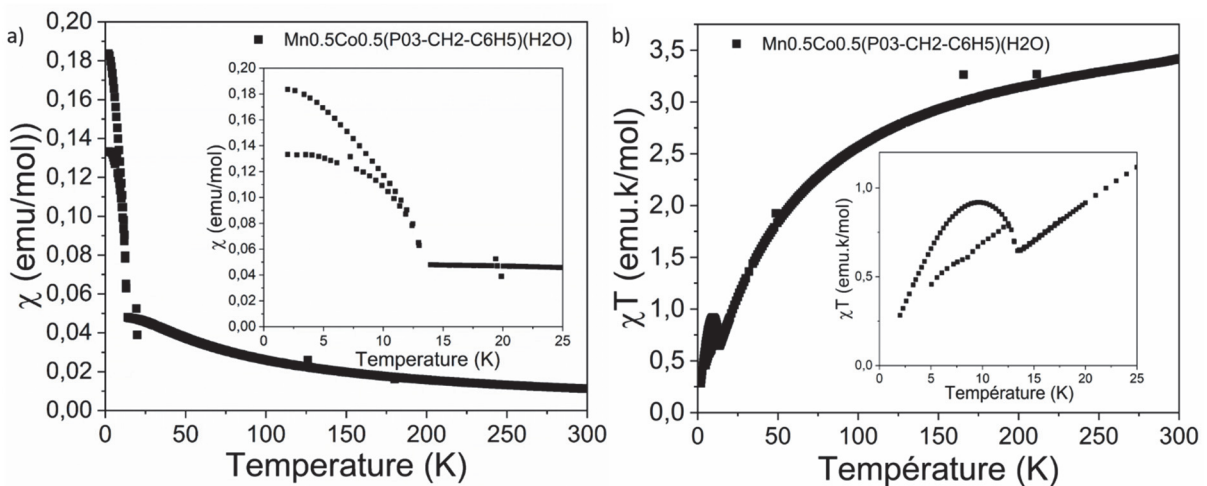 a)
■ Mn0.5Co0.5(P03-CH2-C6H5)(H2O)
χ (emu/mol))
0,20
0,18
0,16
0,14
0,12
0,10
0,08
0,06
0,04
0,02
0,00
0 50 100 150 200 250 300
Temperature (K)
χ (emu/mol)
0,20
0,18
0,16
0,14
0,12
0,10
0,08
0,06
0,04
0,02
0,00
0 5 10 15 20 25
Temperature (K)
b)
■ Mn0.5Co0.5(P03-CH2-C6H5)(H2O)
χT (emu.k/mol)
3,5
3,0
2,5
2,0
1,5
1,0
0,5
0,0
0 50 100 150 200 250 300
Température (K)
χT (emu.k/mol)
1,0
0,5
0,0
0 5 10 15 20 25
Température (K)